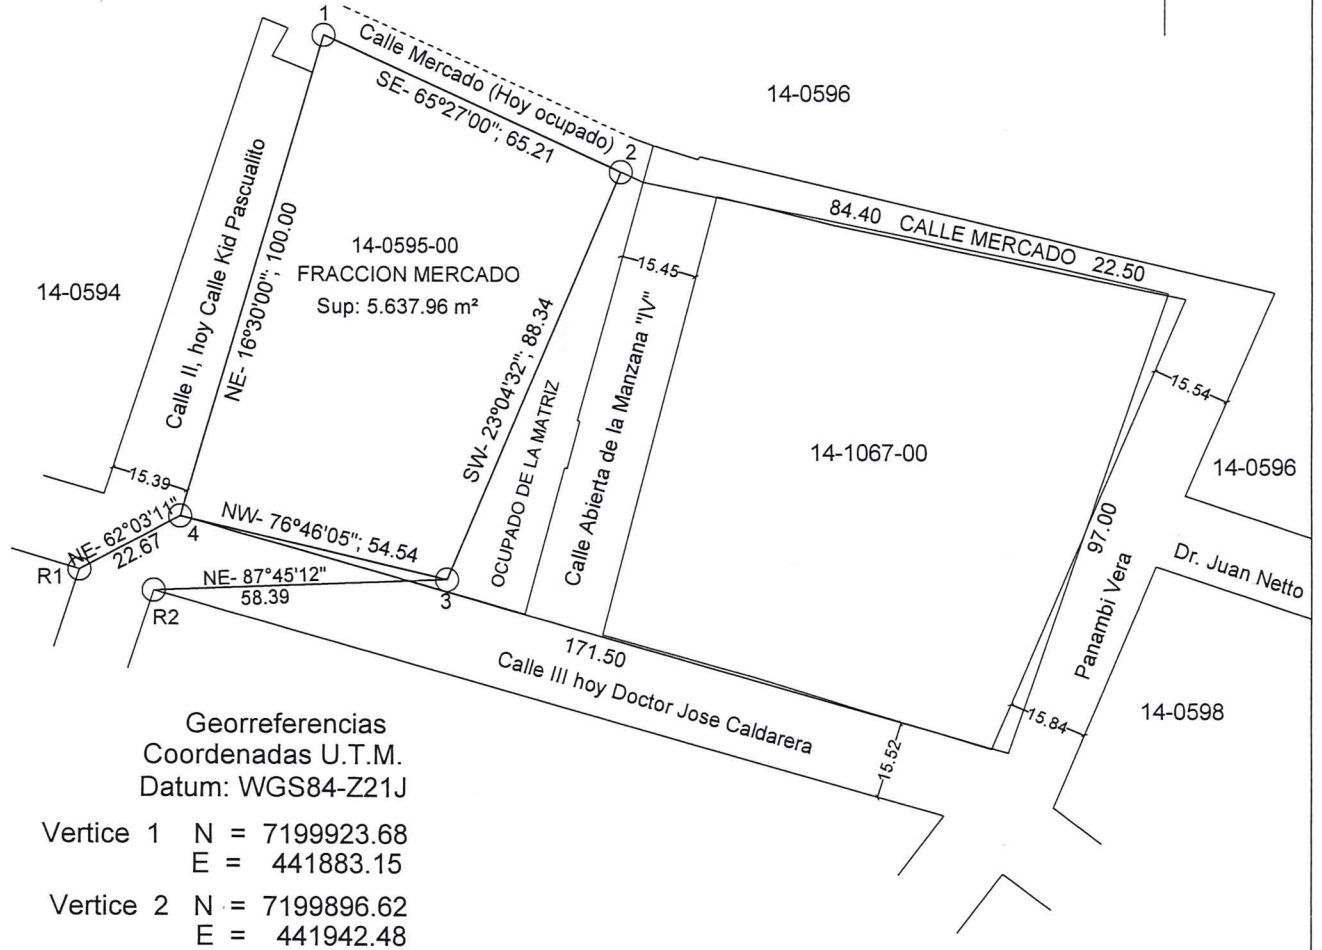 1
Calle Mercado (Hoy ocupado)
SE- 65°27'00"; 65.21
2
14-0596
84.40 CALLE MERCADO 22.50
Calle II, hoy Calle Kid Pascualito
NE- 16°30'00"; 100.00
14-0595-00
FRACCION MERCADO
Sup: 5.637.96 m²
14-0594
15.45
SW- 23°04'32"; 88.34
OCUPADO DE LA MATRIZ
Calle Abierta de la Manzana "IV"
14-1067-00
15.54
14-0596
97.00
Panambi Vera
Dr. Juan Netto
15.39
NE- 62°03'11"
22.67
R1
4
NW- 76°46'05"; 54.54
NE- 87°45'12"
58.39
3
R2
171.50
Calle III hoy Doctor Jose Caldarera
15.52
15.84
14-0598
Georreferencias
Coordenadas U.T.M.
Datum: WGS84-Z21J
Vertice 1 N = 7199923.68
E = 441883.15
Vertice 2 N = 7199896.62
E = 441942.48